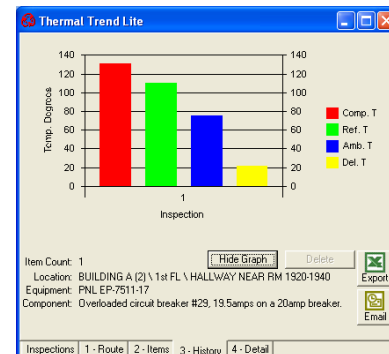 Thermal Trend Lite
140 140
120 120
100 100
80 80
60 60
40 40
20 20
0 0
Temp. Degrees
1
Inspection
Comp. T
Ref. T
Amb. T
Del. T
Item Count: 1
Hide Graph Delete
Location: BUILDING A (2) \ 1st FL \ HALLWAY NEAR RM 1920-1940
Equipment: PNL EP-7511-17
Component: Overloaded circuit breaker #29, 19.5amps on a 20amp breaker.
Export
Email
Inspections 1 - Route 2 - Items 3 - History 4 - Detail